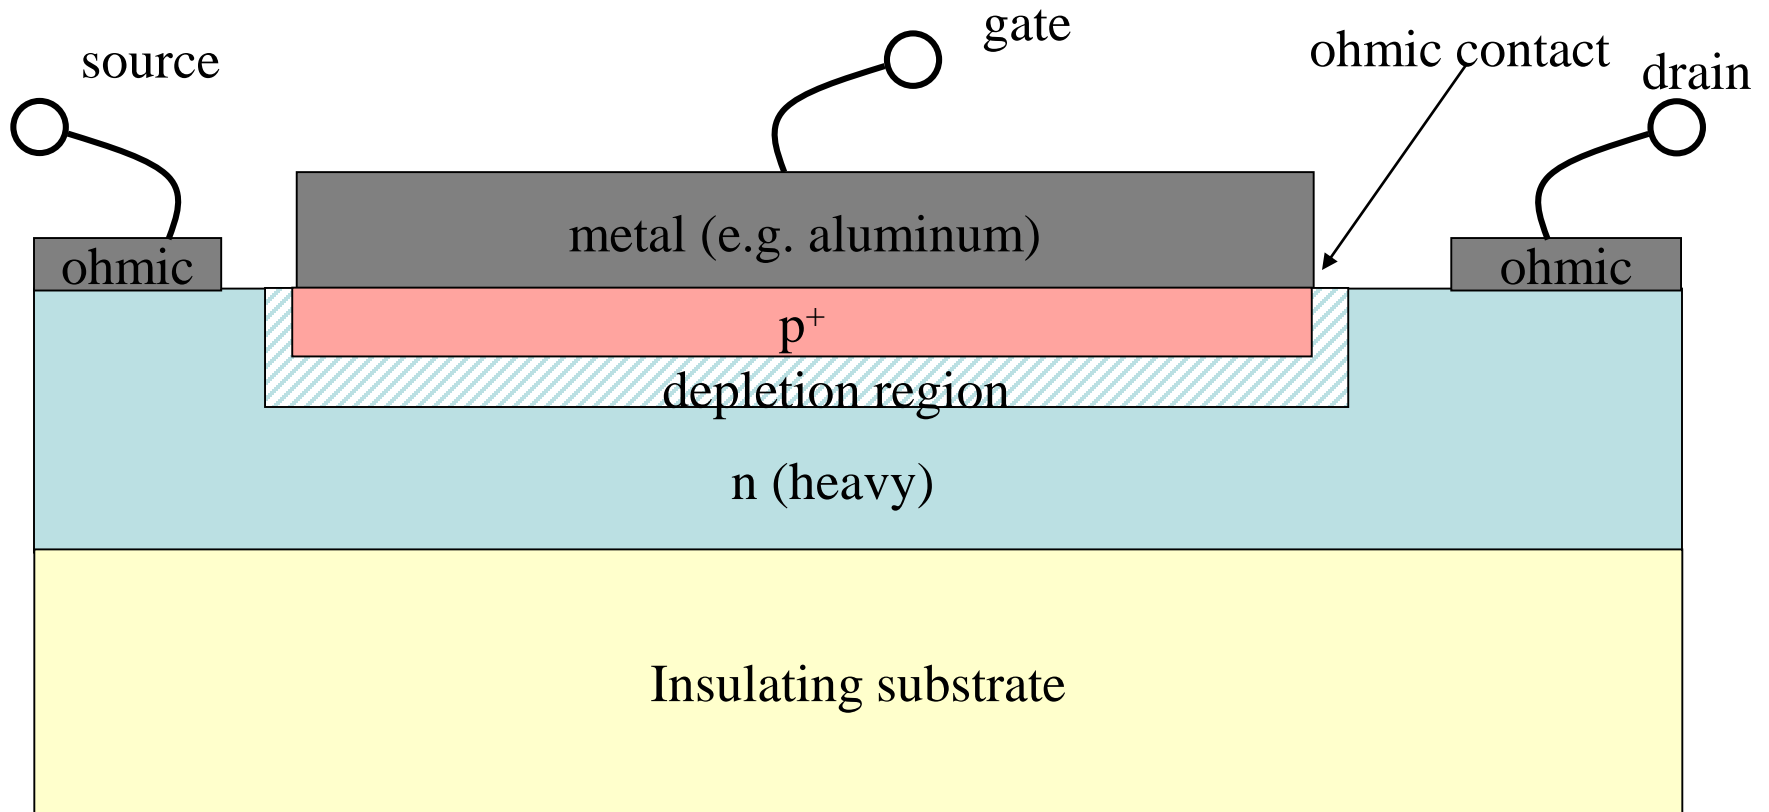 source
gate
ohmic contact
drain
metal (e.g. aluminum)
ohmic
ohmic
p⁺
depletion region
n (heavy)
Insulating substrate